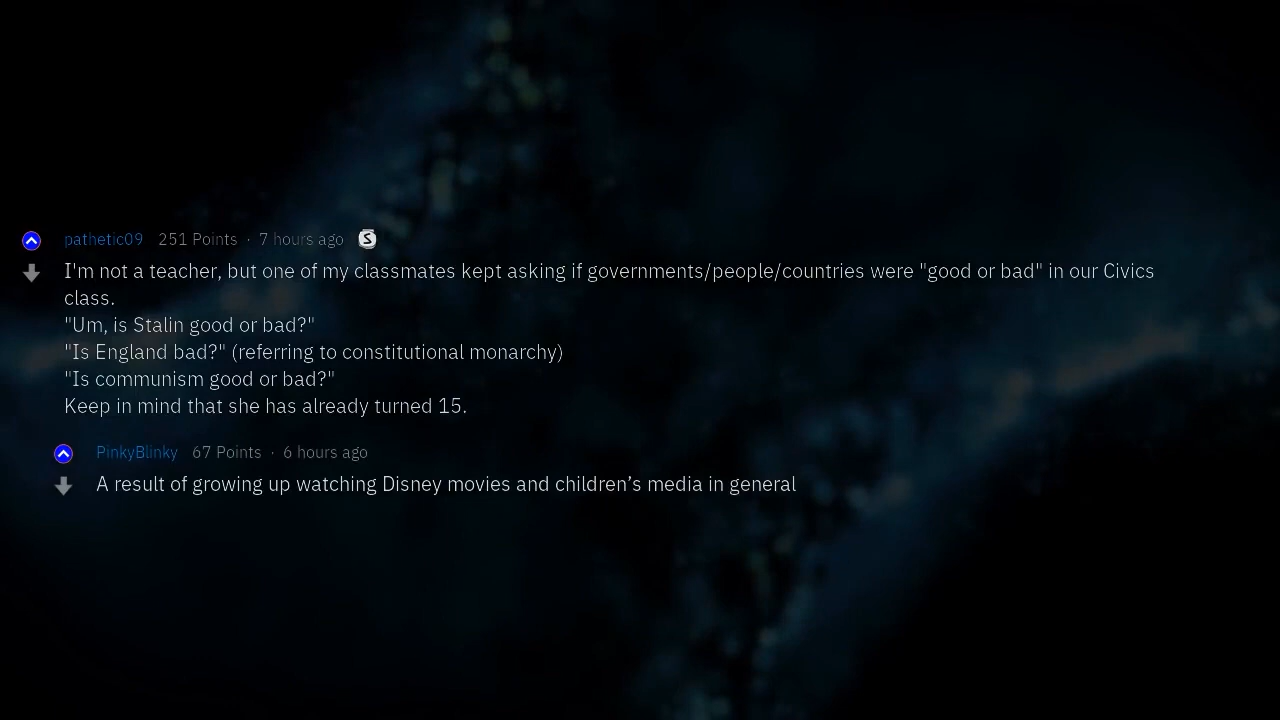 pathetic09 251 Points · 7 hours ago S
I'm not a teacher, but one of my classmates kept asking if governments/people/countries were "good or bad" in our Civics
class.
"Um, is Stalin good or bad?"
"Is England bad?" (referring to constitutional monarchy)
"Is communism good or bad?"
Keep in mind that she has already turned 15.
PinkyBlinky 67 Points · 6 hours ago
A result of growing up watching Disney movies and children’s media in general